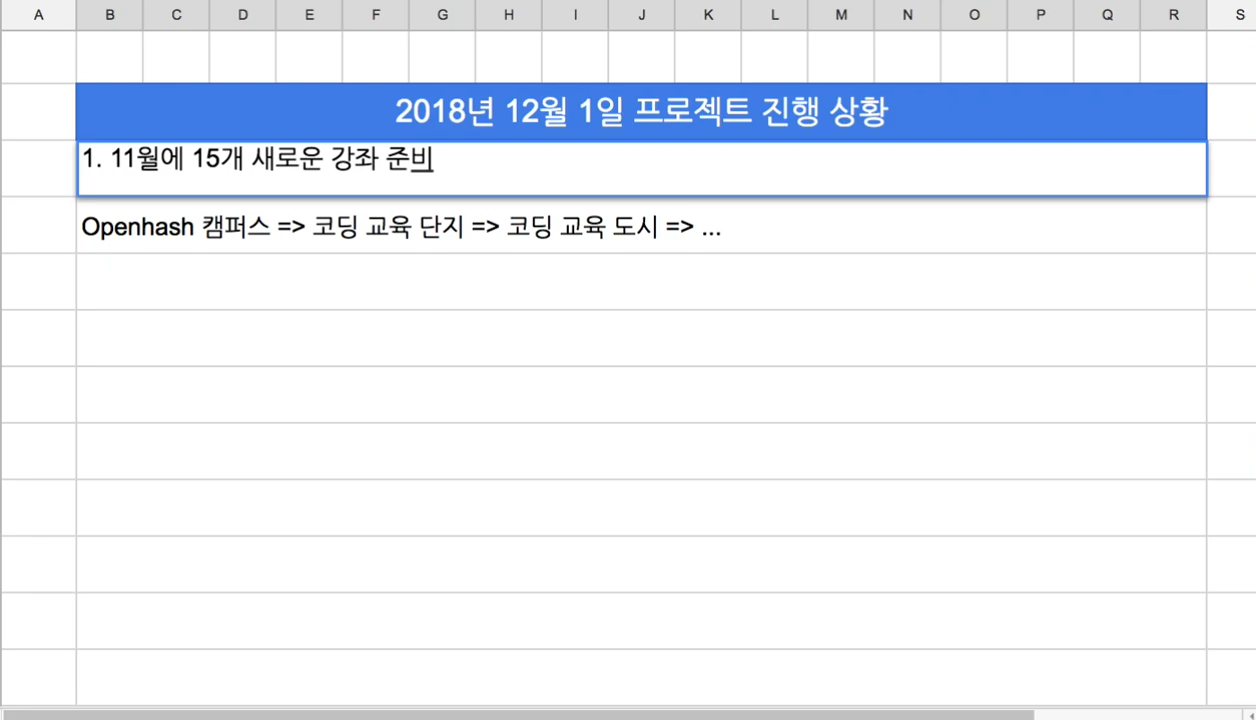 A B C D E F G H I J K L M N O P Q R S
2018년 12월 1일 프로젝트 진행 상황
1. 11월에 15개 새로운 강좌 준비
Openhash 캠퍼스 => 코딩 교육 단지 => 코딩 교육 도시 => ...